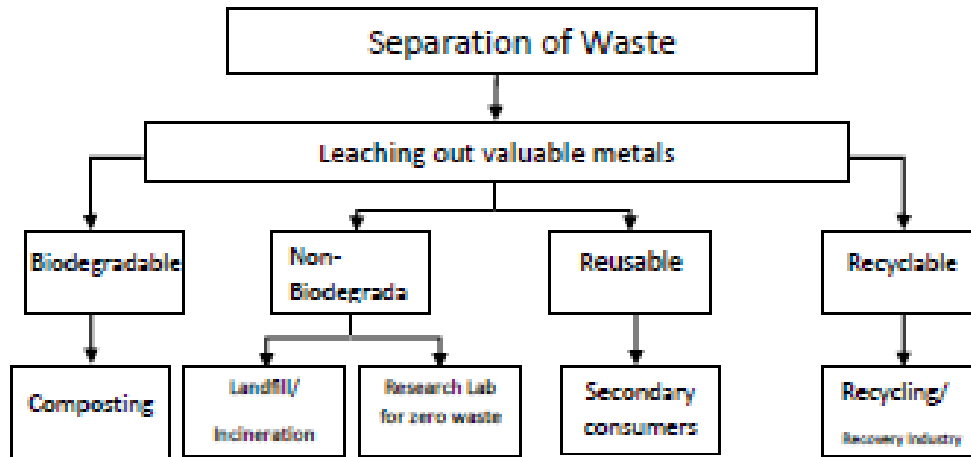 Separation of Waste
Leaching out valuable metals
Biodegradable
Non-
Biodegrada
Reusable
Recyclable
Composting
Landfill/
Incineration
Research Lab
for zero waste
Secondary
consumers
Recycling/
Recovery Industry